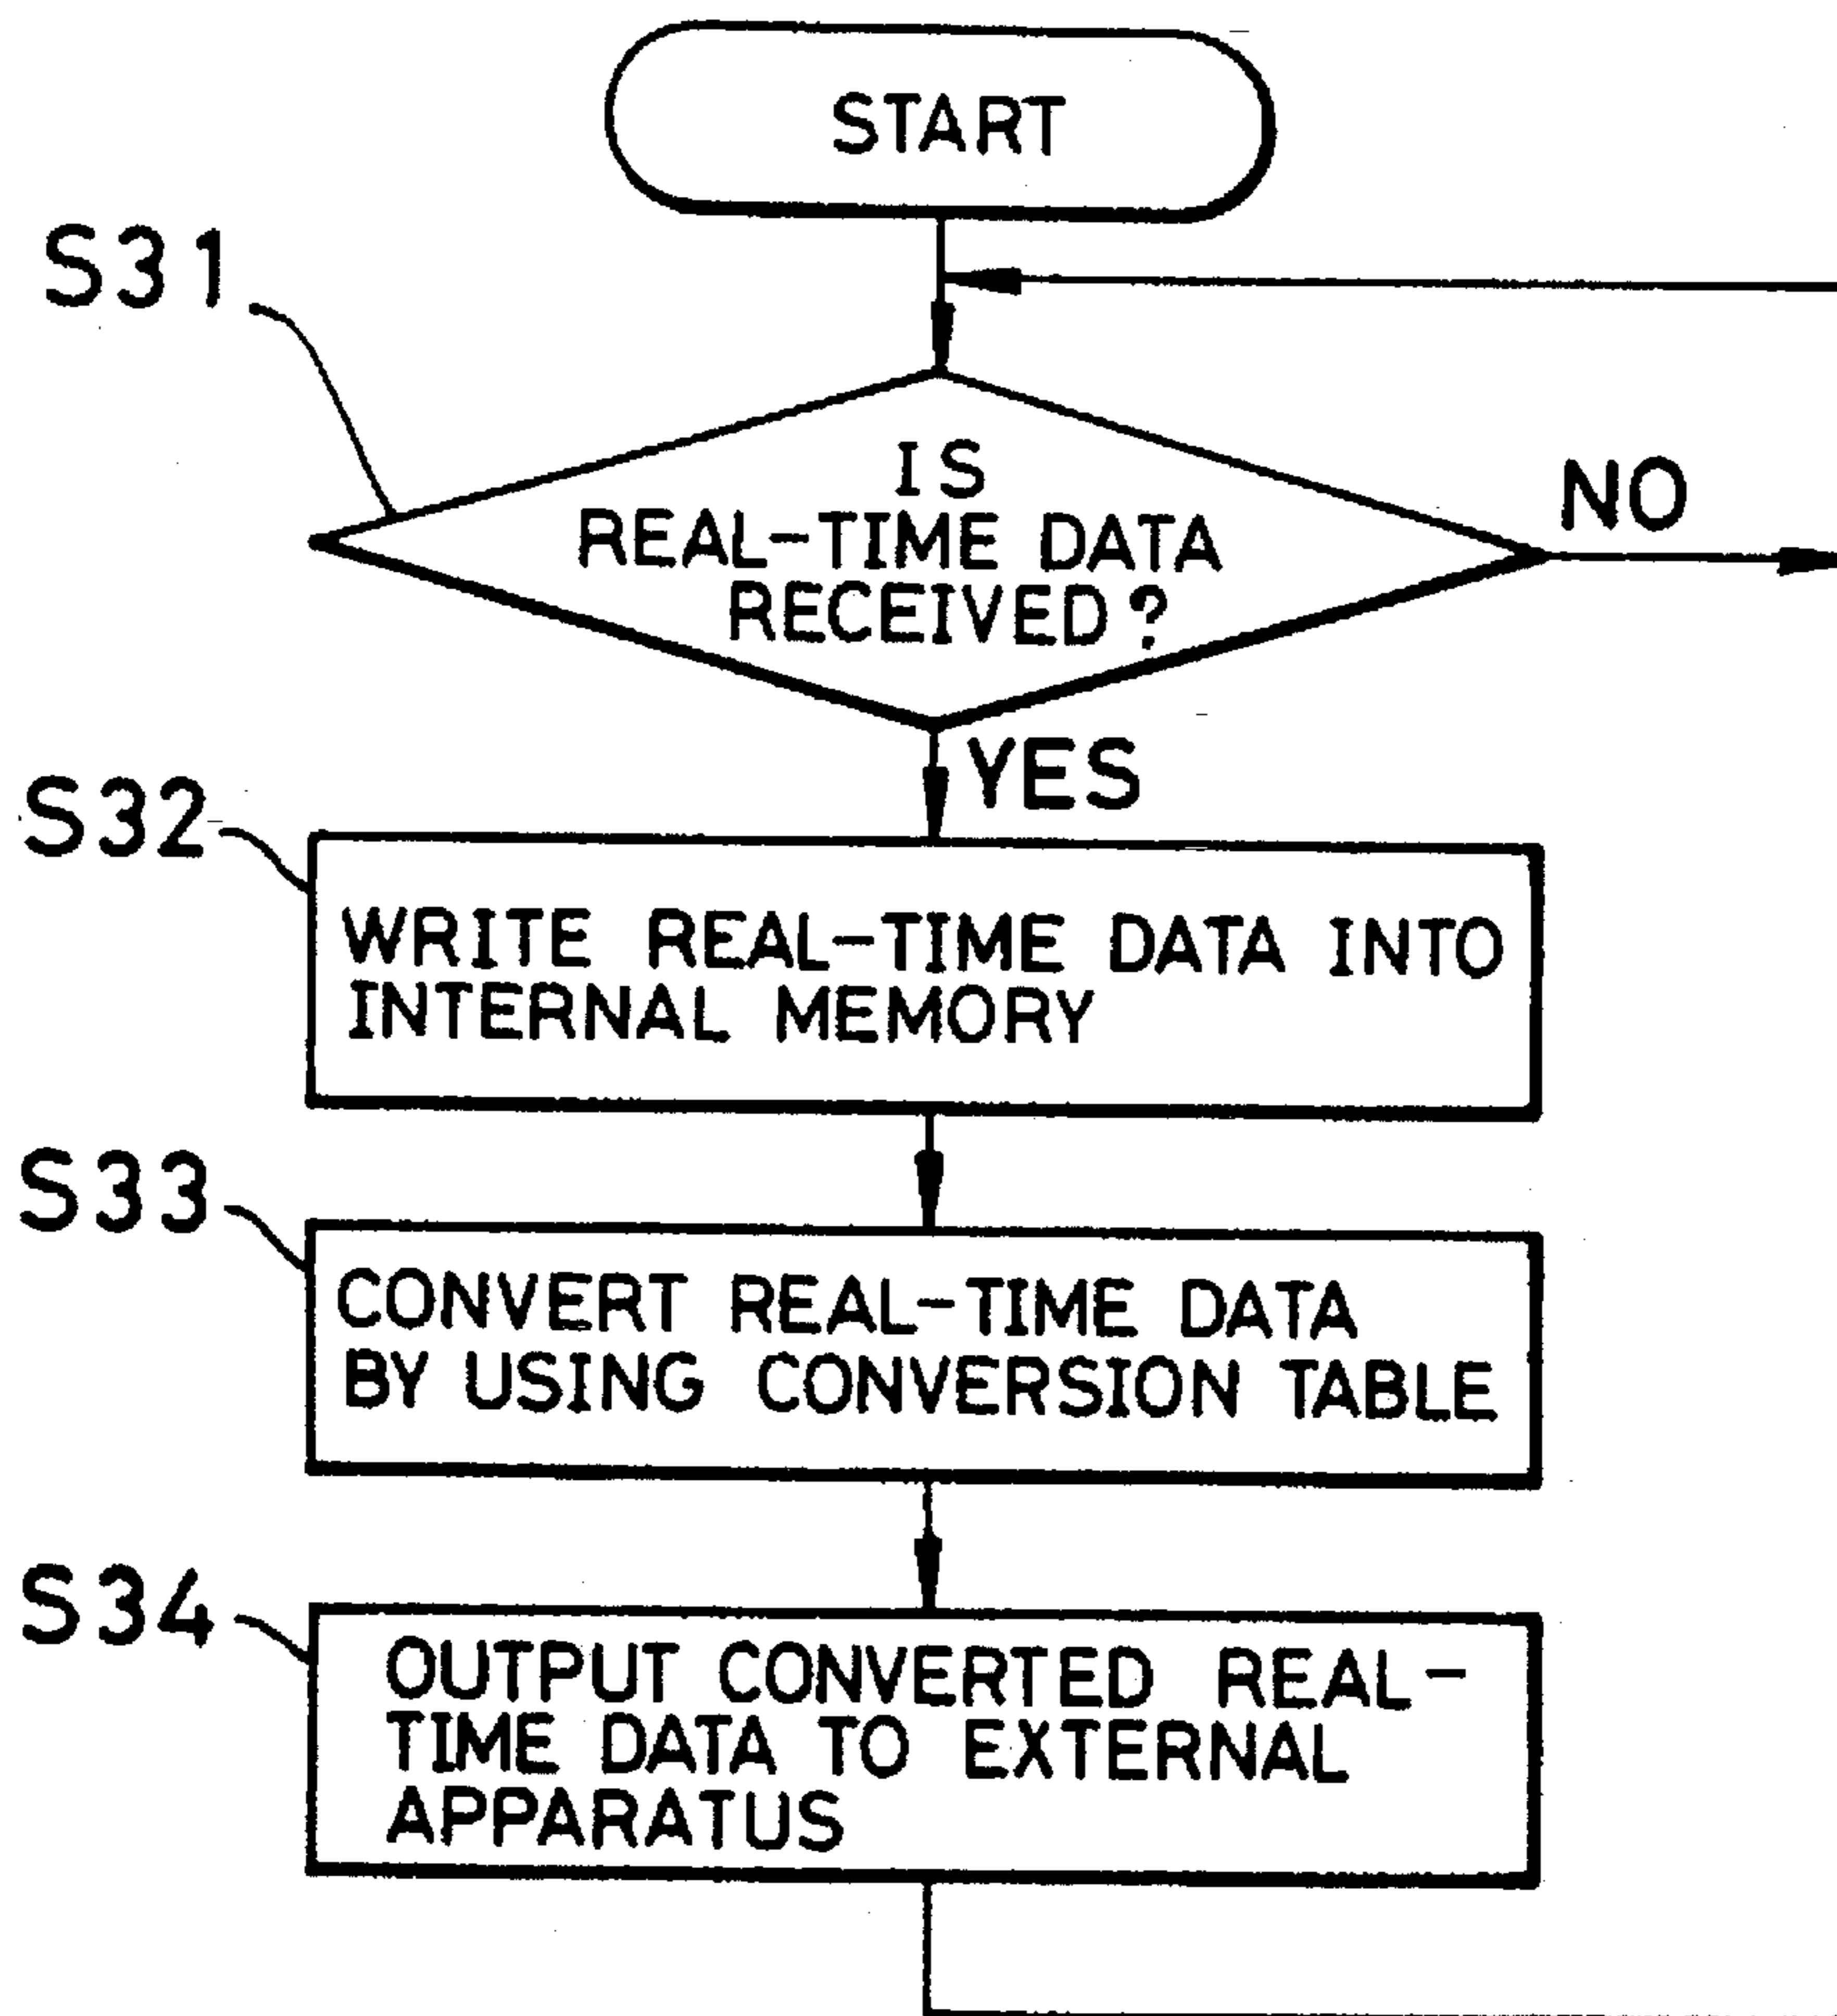 START
S31
IS
REAL-TIME DATA
RECEIVED?
NO
YES
S32
WRITE REAL-TIME DATA INTO
INTERNAL MEMORY
S33
CONVERT REAL-TIME DATA
BY USING CONVERSION TABLE
S34
OUTPUT CONVERTED REAL-
TIME DATA TO EXTERNAL
APPARATUS